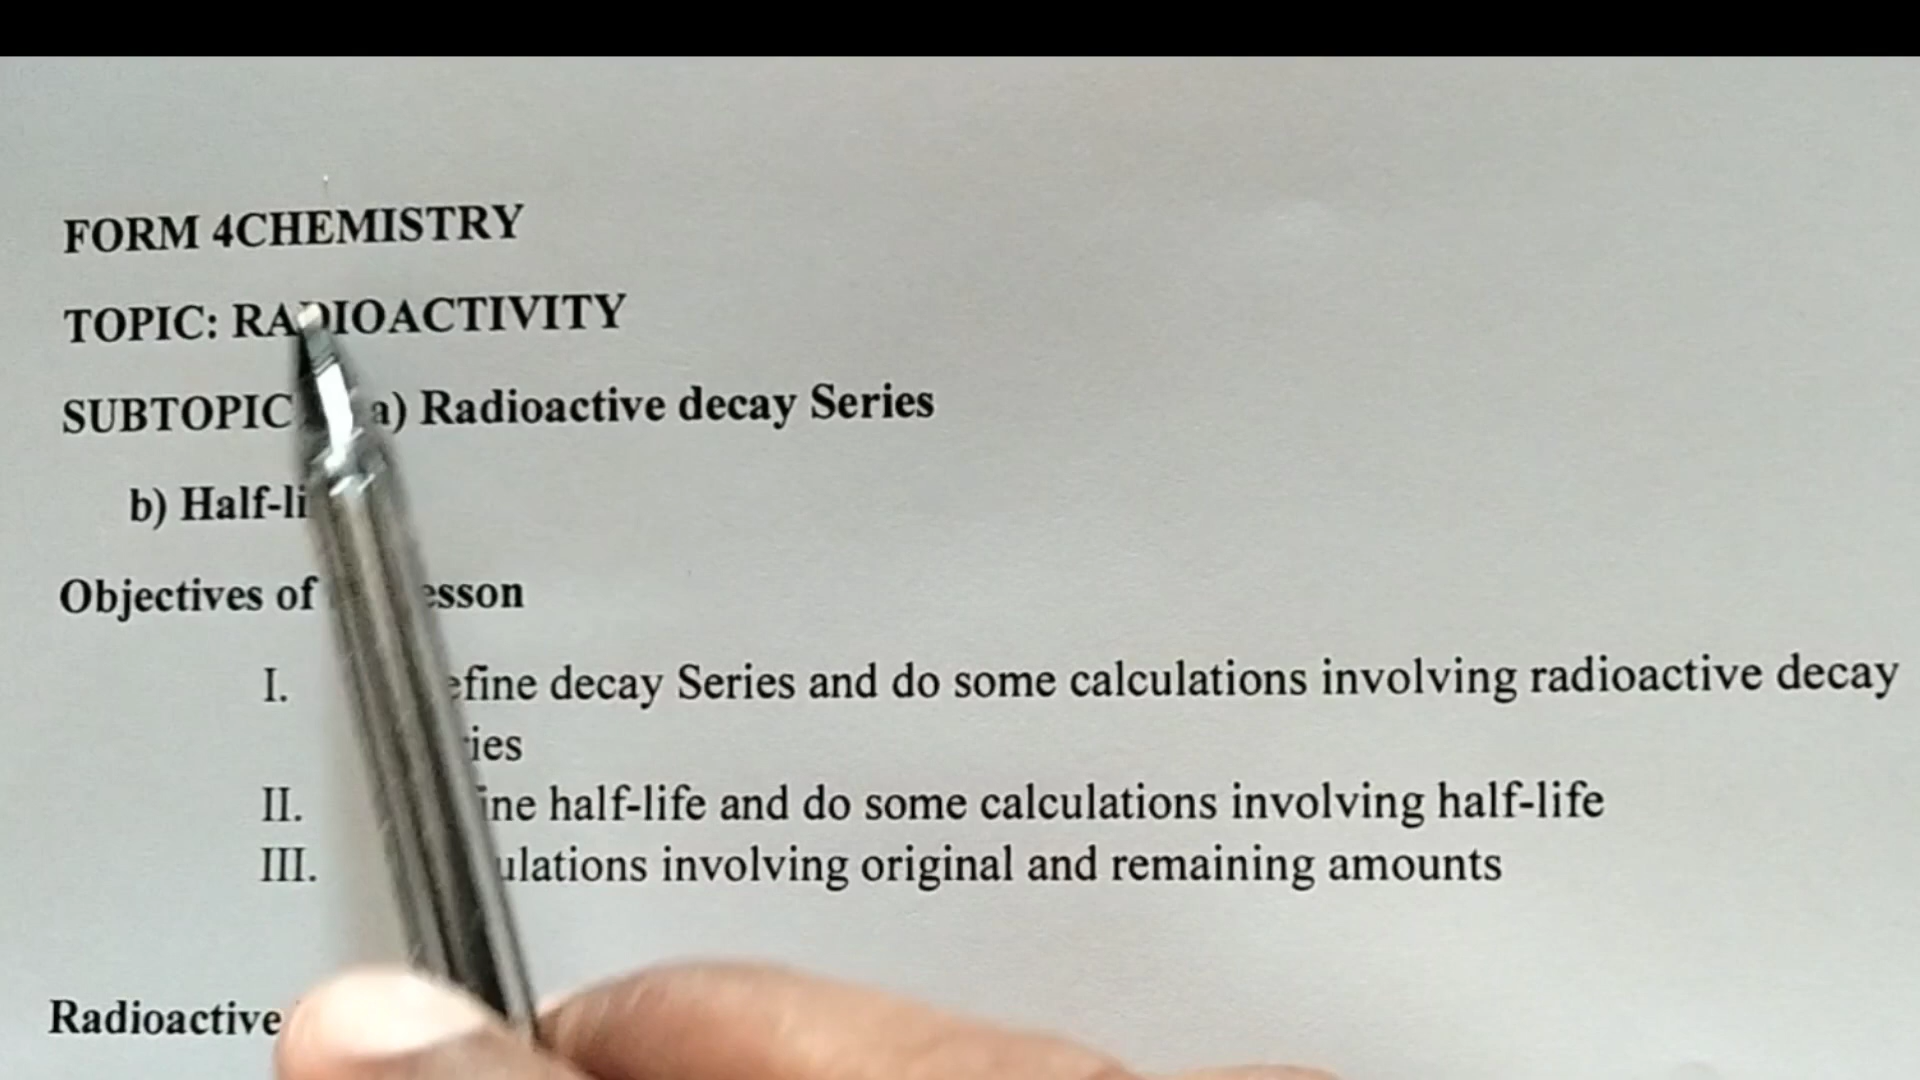 FORM 4CHEMISTRY
TOPIC: RADIOACTIVITY
SUBTOPIC a) Radioactive decay Series
b) Half-li
Objectives of esson
I. efine decay Series and do some calculations involving radioactive decay
ies
II. ine half-life and do some calculations involving half-life
III. ulations involving original and remaining amounts
Radioactive